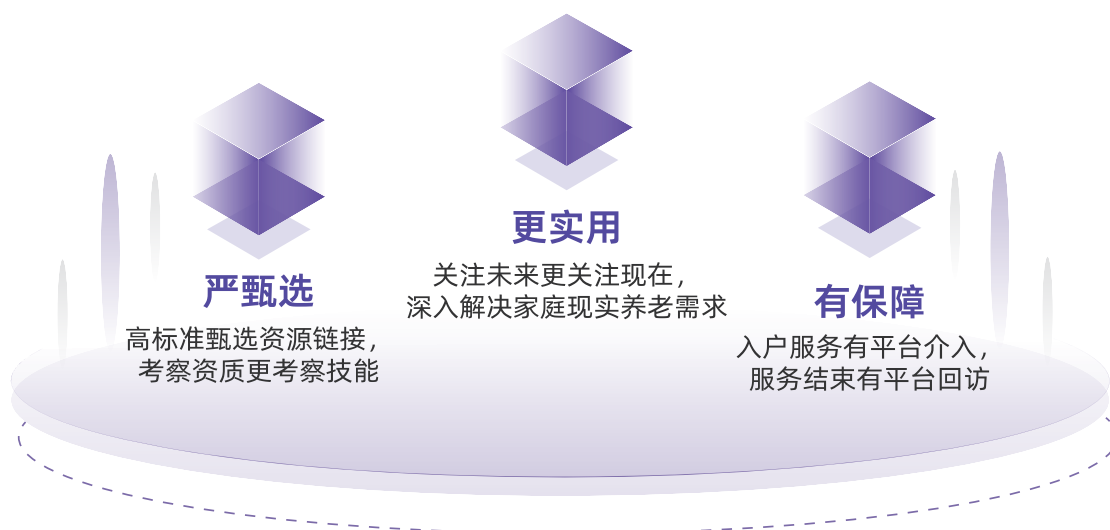 严甄选
高标准甄选资源链接，
考察资质更考察技能
更实用
关注未来更关注现在，
深入解决家庭现实养老需求
有保障
入户服务有平台介入，
服务结束有平台回访